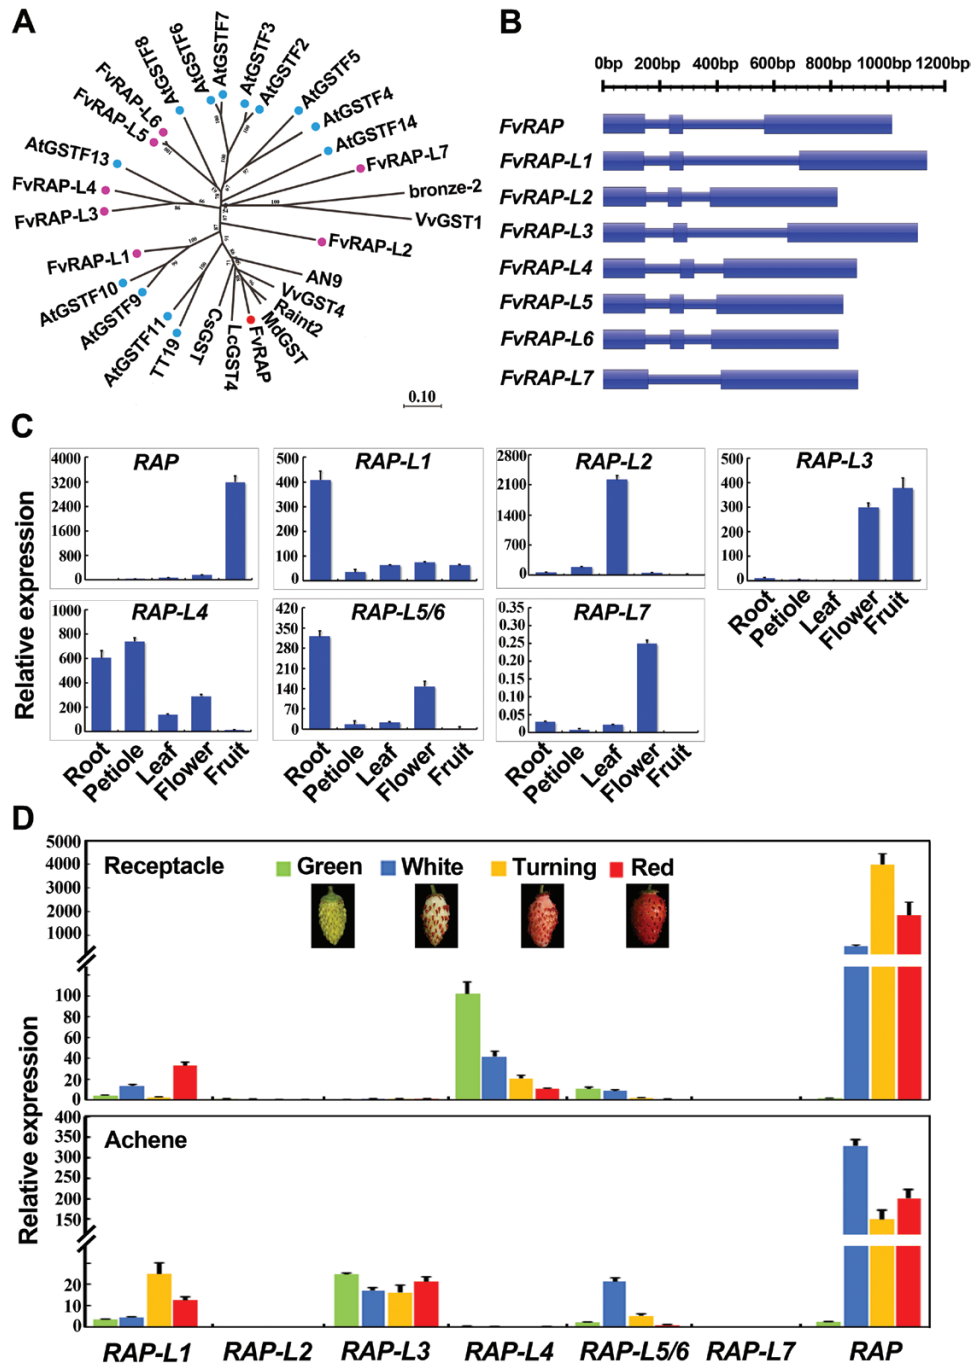 A
AtGSTF8
AtGSTF6
AtGSTF7
AtGSTF3
AtGSTF2
AtGSTF5
AtGSTF4
AtGSTF14
FvRAP-L7
bronze-2
VvGST1
FvRAP-L2
AN9
VvGST4
Raint2
MdGST
FvRAP
LcGST4
CsGST
TT19
AtGSTF11
AtGSTF9
AtGSTF10
FvRAP-L1
FvRAP-L3
FvRAP-L4
AtGSTF13
FvRAP-L5
FvRAP-L6
100
0.10
B
0bp 200bp 400bp 600bp 800bp 1000bp 1200bp
FvRAP
FvRAP-L1
FvRAP-L2
FvRAP-L3
FvRAP-L4
FvRAP-L5
FvRAP-L6
FvRAP-L7
C
Relative expression
RAP
4000
3200
2400
1600
800
0
RAP-L1
500
400
300
200
100
0
RAP-L2
2800
2100
1400
700
0
RAP-L3
500
400
300
200
100
0
Root Petiole Leaf Flower Fruit
RAP-L4
1000
800
600
400
200
0
Root Petiole Leaf Flower Fruit
RAP-L5/6
420
350
280
210
140
70
0
Root Petiole Leaf Flower Fruit
RAP-L7
0.35
0.3
0.25
0.2
0.15
0.1
0.05
0
Root Petiole Leaf Flower Fruit
D
Relative expression
Receptacle Green White Turning Red
5000
4000
3000
2000
1000
100
80
60
40
20
0
Achene
400
350
300
250
200
150
20
10
0
RAP-L1 RAP-L2 RAP-L3 RAP-L4 RAP-L5/6 RAP-L7 RAP